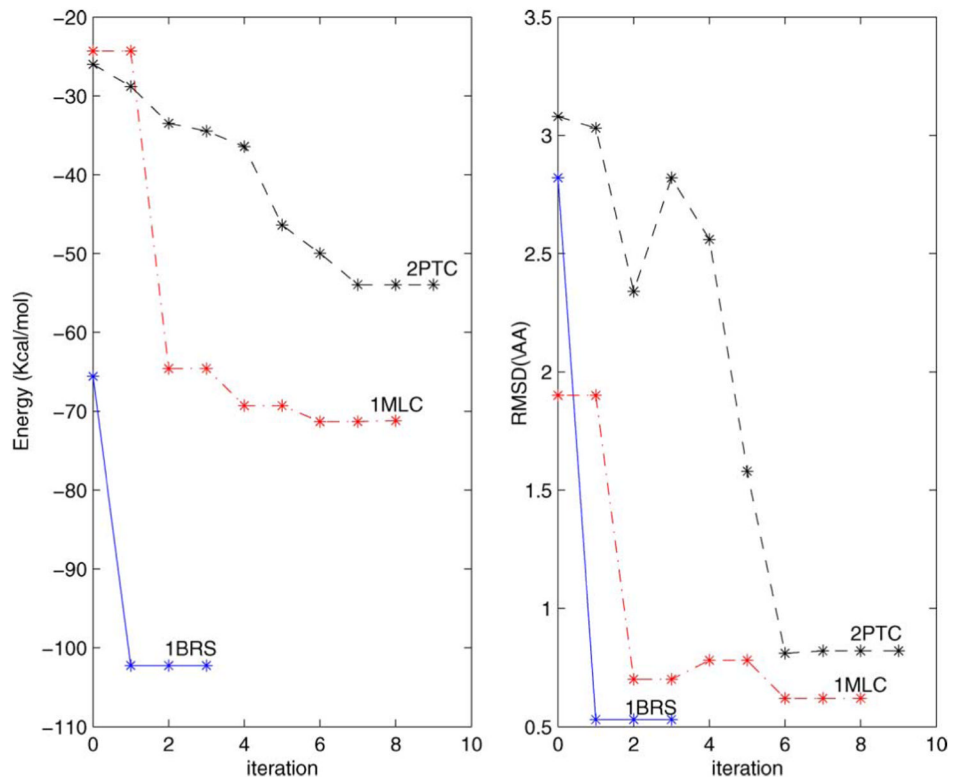 −20
−30
−40
−50
−60
−70
−80
−90
−100
−110
Energy (Kcal/mol)
0 2 4 6 8 10
iteration
2PTC
1MLC
1BRS
3.5
3
2.5
2
1.5
1
0.5
RMSD(\AA)
0 2 4 6 8 10
iteration
2PTC
1MLC
1BRS